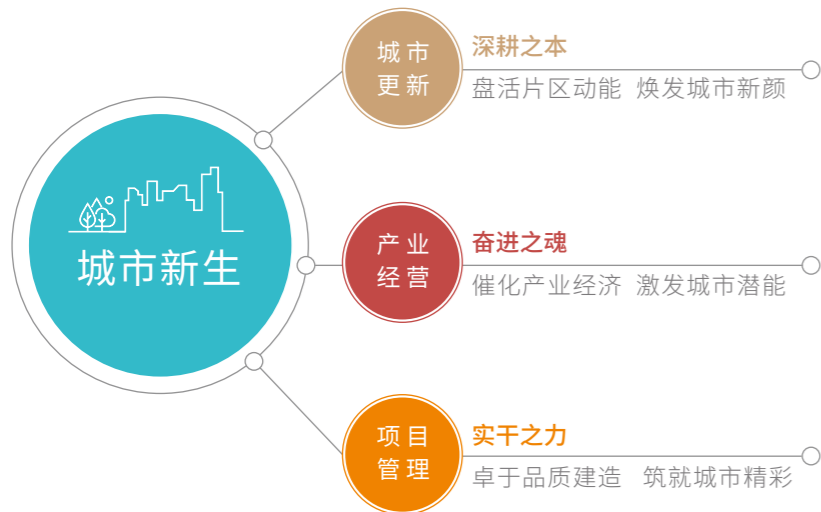 城市新生
城市
更新
深耕之本
盘活片区动能 焕发城市新颜
产业
经营
奋进之魂
催化产业经济 激发城市潜能
项目
管理
实干之力
卓于品质建造 筑就城市精彩